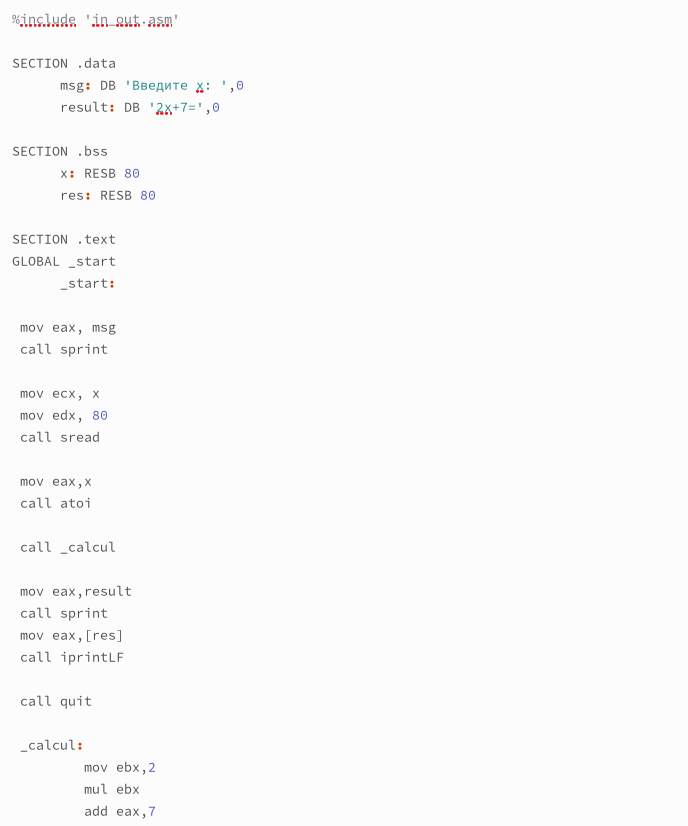 %include 'in_out.asm'
SECTION .data
msg: DB 'Введите x: ',0
result: DB '2x+7=',0
SECTION .bss
x: RESB 80
res: RESB 80
SECTION .text
GLOBAL _start
_start:
mov eax, msg
call sprint
mov ecx, x
mov edx, 80
call sread
mov eax,x
call atoi
call _calcul
mov eax,result
call sprint
mov eax,[res]
call iprintLF
call quit
_calcul:
mov ebx,2
mul ebx
add eax,7